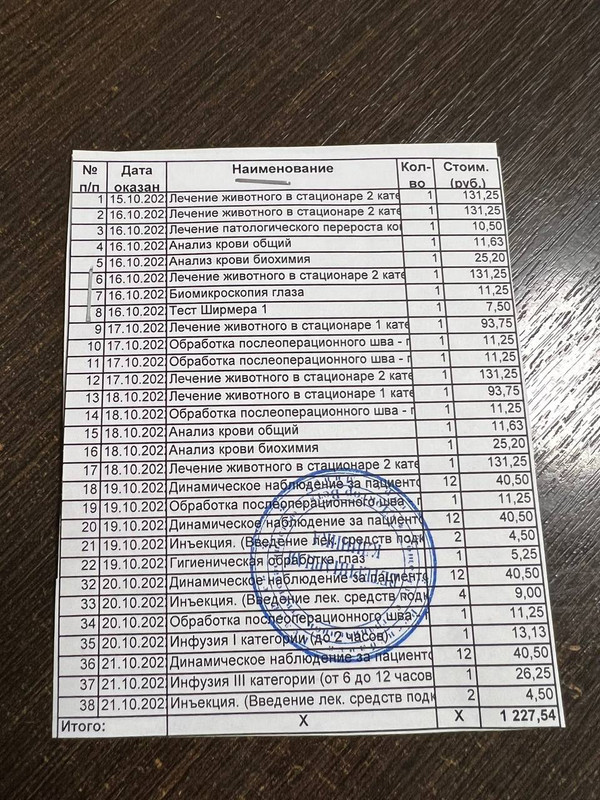 № п/п Дата оказан Наименование Кол-во Стоим. (руб.)
1 15.10.202 Лечение животного в стационаре 2 кате 1 131,25
2 16.10.202 Лечение животного в стационаре 2 кате 1 131,25
3 16.10.202 Лечение патологического перероста ко 1 10,50
4 16.10.202 Анализ крови общий 1 11,63
5 16.10.202 Анализ крови биохимия 1 25,20
6 16.10.202 Лечение животного в стационаре 2 кате 1 131,25
7 16.10.202 Биомикроскопия глаза 1 11,25
8 16.10.202 Тест Ширмера 1 1 7,50
9 17.10.202 Лечение животного в стационаре 1 кате 1 93,75
10 17.10.202 Обработка послеоперационного шва - г 1 11,25
11 17.10.202 Обработка послеоперационного шва - г 1 11,25
12 17.10.202 Лечение животного в стационаре 2 кате 1 131,25
13 18.10.202 Лечение животного в стационаре 1 кате 1 93,75
14 18.10.202 Обработка послеоперационного шва - г 1 11,25
15 18.10.202 Анализ крови общий 1 11,63
16 18.10.202 Анализ крови биохимия 1 25,20
17 18.10.202 Лечение животного в стационаре 2 кате 1 131,25
18 19.10.202 Динамическое наблюдение за пациенто 12 40,50
19 19.10.202 Обработка послеоперационного шва - г 1 11,25
20 19.10.202 Динамическое наблюдение за пациенто 12 40,50
21 19.10.202 Инъекция. (Введение лек. средств подк 2 4,50
22 19.10.202 Гигиеническая обработка глаз 1 5,25
32 20.10.202 Динамическое наблюдение за пациенто 12 40,50
33 20.10.202 Инъекция. (Введение лек. средств подк 4 9,00
34 20.10.202 Обработка послеоперационного шва - г 1 11,25
35 20.10.202 Инфузия I категории (до 2 часов) 1 13,13
36 21.10.202 Динамическое наблюдение за пациенто 12 40,50
37 21.10.202 Инфузия III категории (от 6 до 12 часов 1 26,25
38 21.10.202 Инъекция. (Введение лек. средств подк 2 4,50
Итого: X X 1 227,54